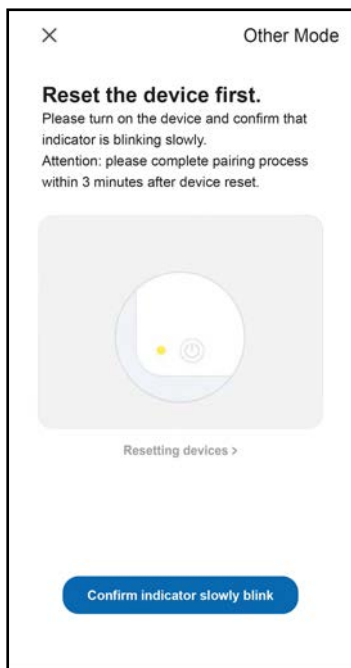 Other Mode
Reset the device first.
Please turn on the device and confirm that
indicator is blinking slowly.
Attention: please complete pairing process
within 3 minutes after device reset.
Resetting devices >
Confirm indicator slowly blink